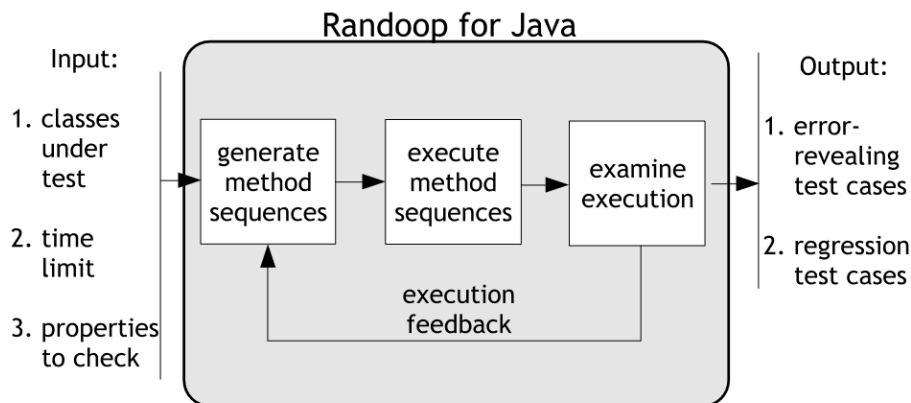 Randoop for Java
Input:
1. classes
under
test
2. time
limit
3. properties
to check
generate
method
sequences
execute
method
sequences
examine
execution
execution
feedback
Output:
1. error-
revealing
test cases
2. regression
test cases